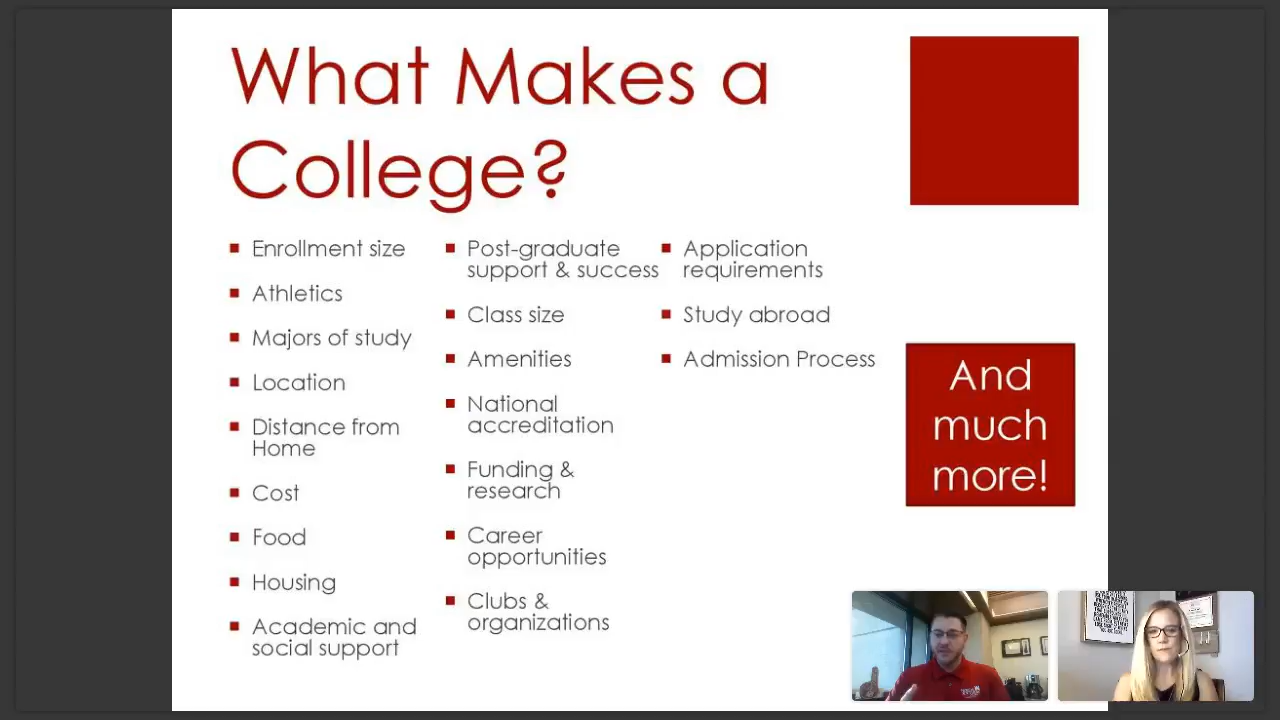 What Makes a
College?
Enrollment size
Athletics
Majors of study
Location
Distance from
Home
Cost
Food
Housing
Academic and
social support
Post-graduate
support & success
Class size
Amenities
National
accreditation
Funding &
research
Career
opportunities
Clubs &
organizations
Application
requirements
Study abroad
Admission Process
And
much
more!